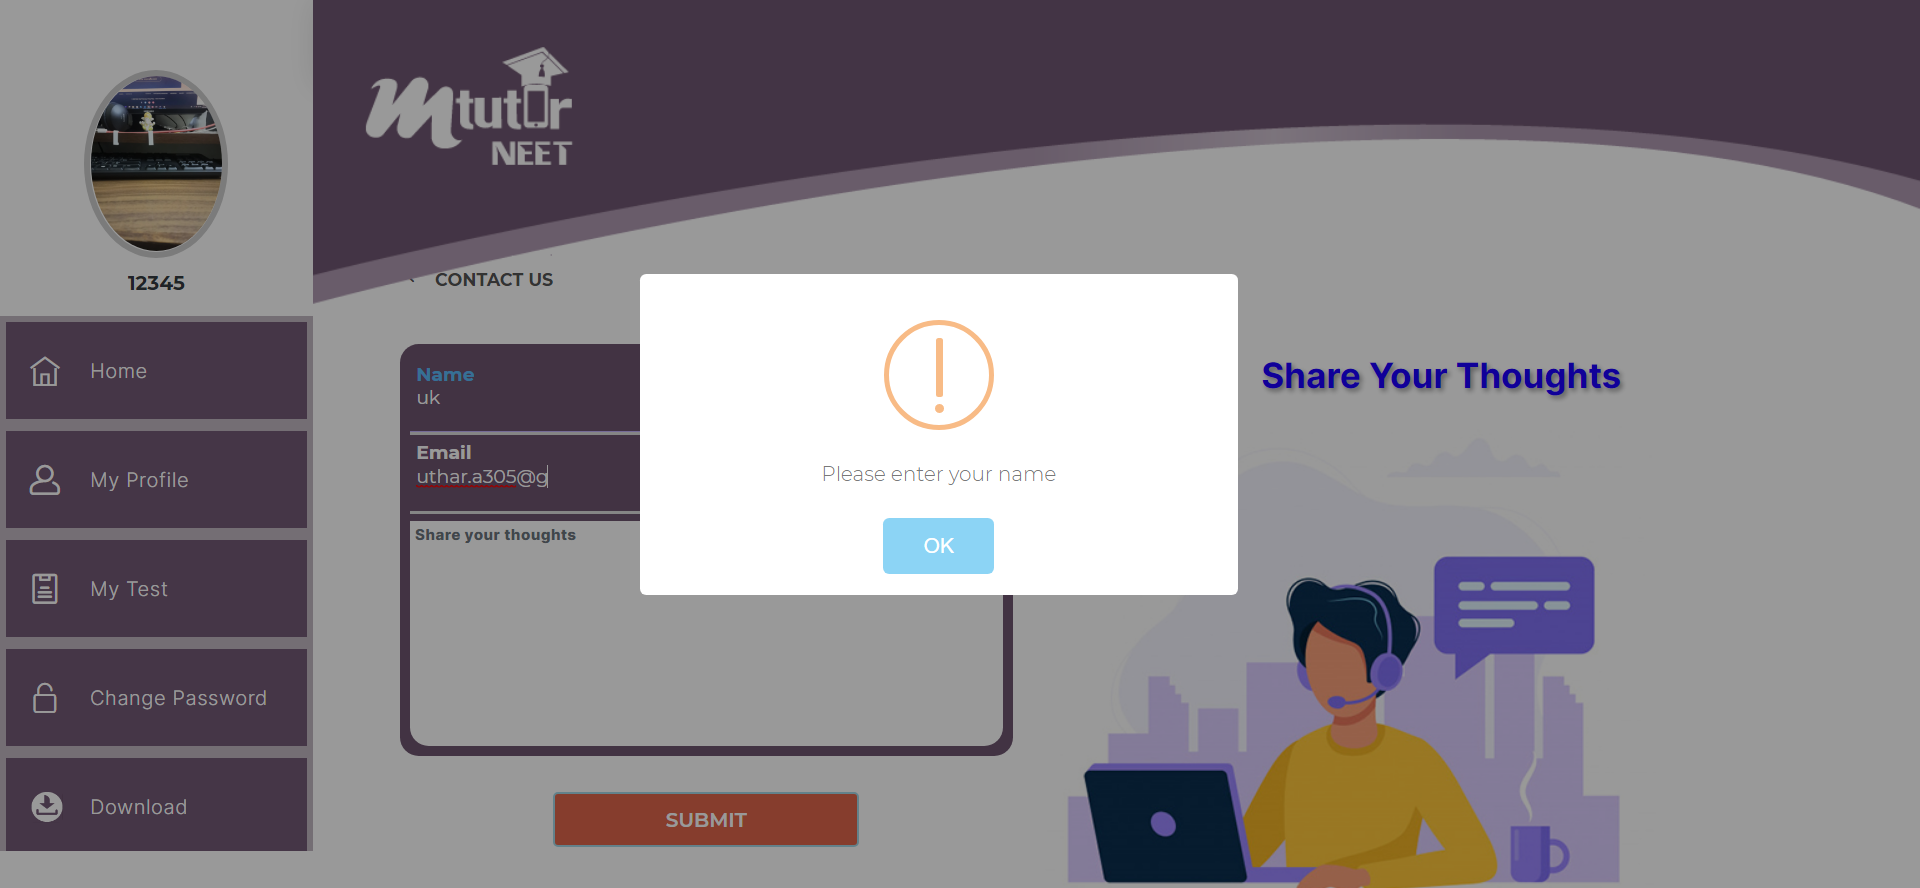 Mtutor
NEET
12345
Home
My Profile
My Test
Change Password
Download
CONTACT US
Name
uk
Email
uthar.a305@g
Share your thoughts
SUBMIT
Please enter your name
OK
Share Your Thoughts